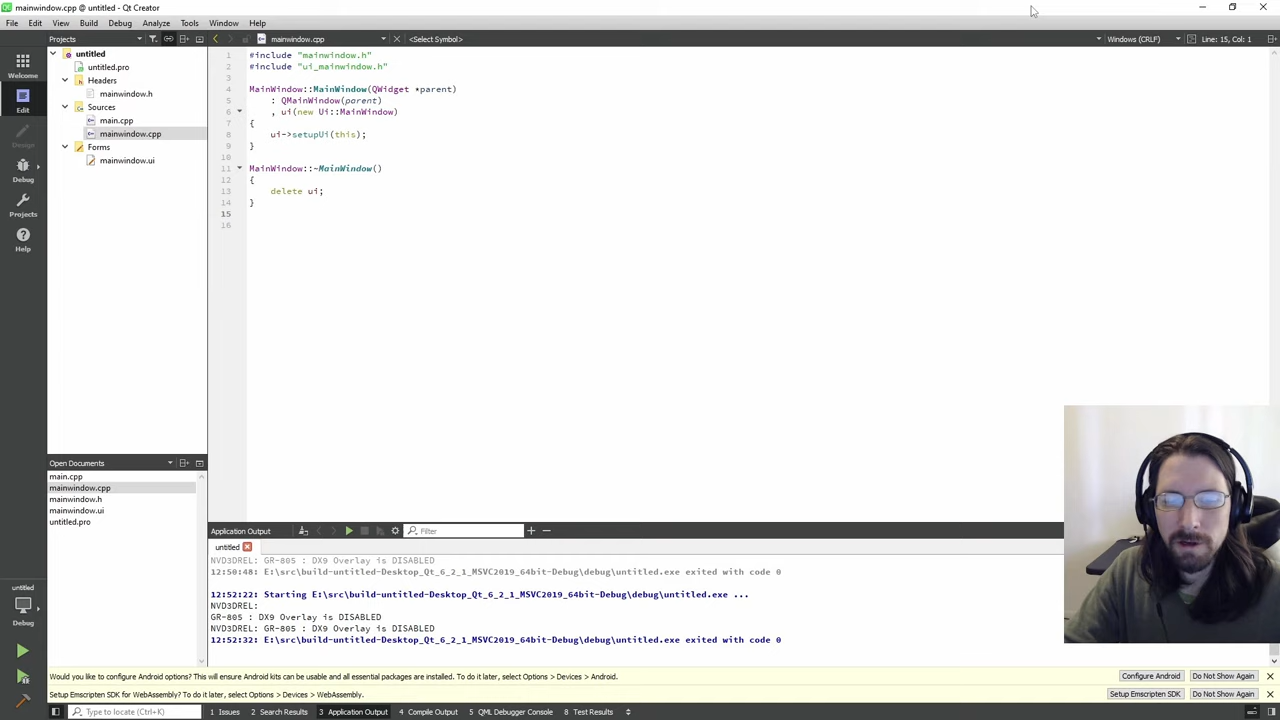 mainwindow.cpp @ untitled - Qt Creator
File Edit View Build Debug Analyze Tools Window Help
Projects
mainwindow.cpp
<Select Symbol>
Windows (CRLF)
Line: 15, Col: 1
Welcome
Edit
Design
Debug
Projects
Help
untitled
untitled.pro
Headers
mainwindow.h
Sources
main.cpp
mainwindow.cpp
Forms
mainwindow.ui
1 #include "mainwindow.h"
2 #include "ui_mainwindow.h"
3
4 MainWindow::MainWindow(QWidget *parent)
5 : QMainWindow(parent)
6 , ui(new Ui::MainWindow)
7 {
8 ui->setupUi(this);
9 }
10
11 MainWindow::~MainWindow()
12 {
13 delete ui;
14 }
15
16
Open Documents
main.cpp
mainwindow.cpp
mainwindow.h
mainwindow.ui
untitled.pro
untitled
Debug
Application Output
Filter
untitled
NVD3DREL: GR-805 : DX9 Overlay is DISABLED
12:50:48: E:\src\build-untitled-Desktop_Qt_6_2_1_MSVC2019_64bit-Debug\debug\untitled.exe exited with code 0
12:52:22: Starting E:\src\build-untitled-Desktop_Qt_6_2_1_MSVC2019_64bit-Debug\debug\untitled.exe ...
NVD3DREL:
GR-805 : DX9 Overlay is DISABLED
NVD3DREL: GR-805 : DX9 Overlay is DISABLED
12:52:32: E:\src\build-untitled-Desktop_Qt_6_2_1_MSVC2019_64bit-Debug\debug\untitled.exe exited with code 0
Would you like to configure Android options? This will ensure Android kits can be usable and all essential packages are installed. To do it later, select Options > Devices > Android.
Configure Android
Do Not Show Again
Setup Emscripten SDK for WebAssembly? To do it later, select Options > Devices > WebAssembly.
Setup Emscripten SDK
Do Not Show Again
Type to locate (Ctrl+K)
1 Issues
2 Search Results
3 Application Output
4 Compile Output
5 QML Debugger Console
8 Test Results